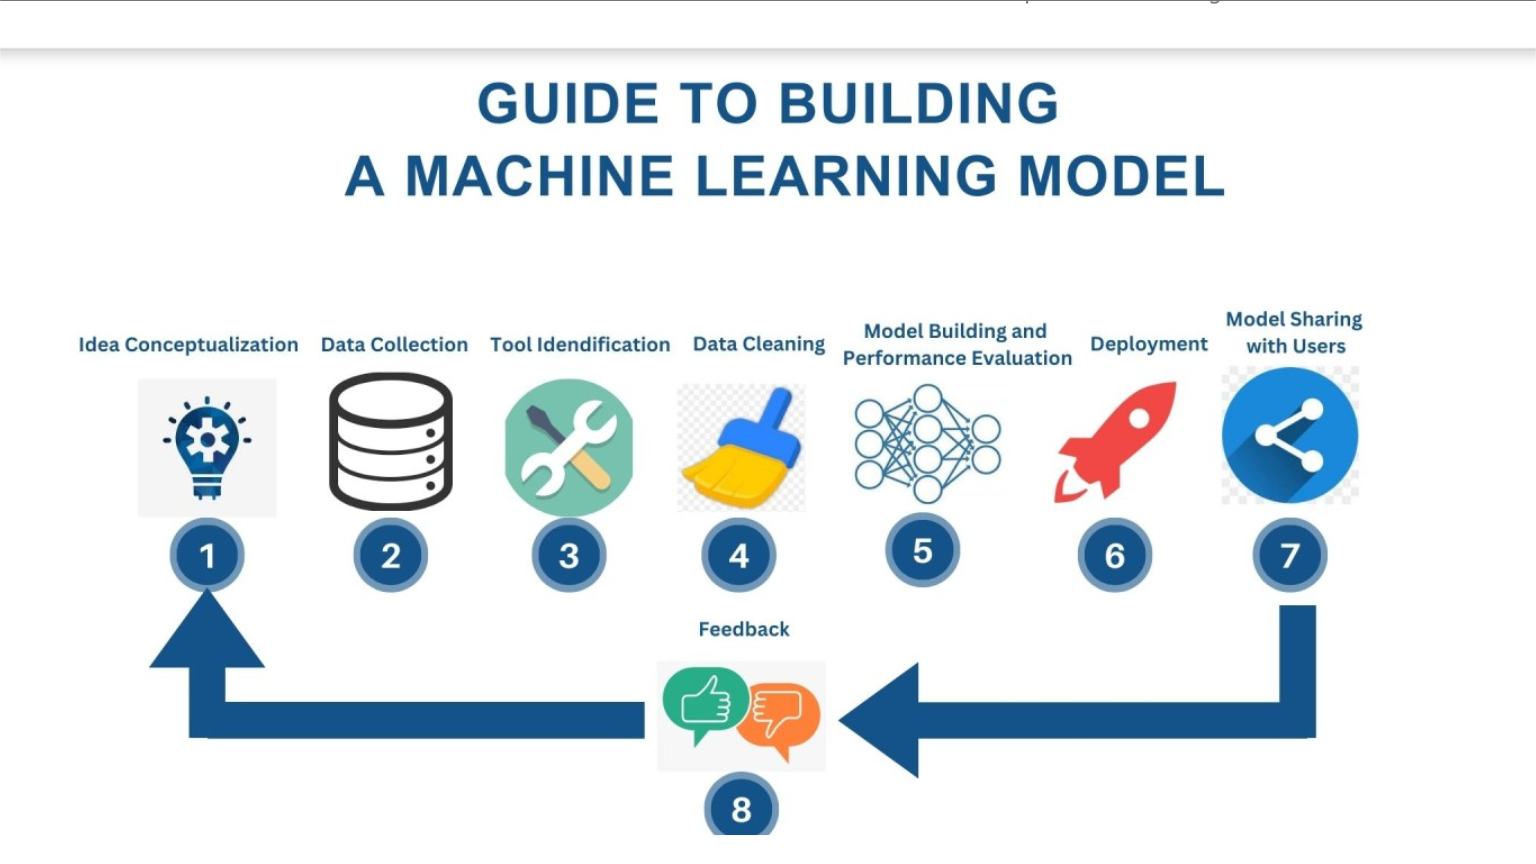 GUIDE TO BUILDING
A MACHINE LEARNING MODEL
Idea Conceptualization
Data Collection
Tool Idendification
Data Cleaning
Model Building and
Performance Evaluation
Deployment
Model Sharing
with Users
1
2
3
4
5
6
7
Feedback
8